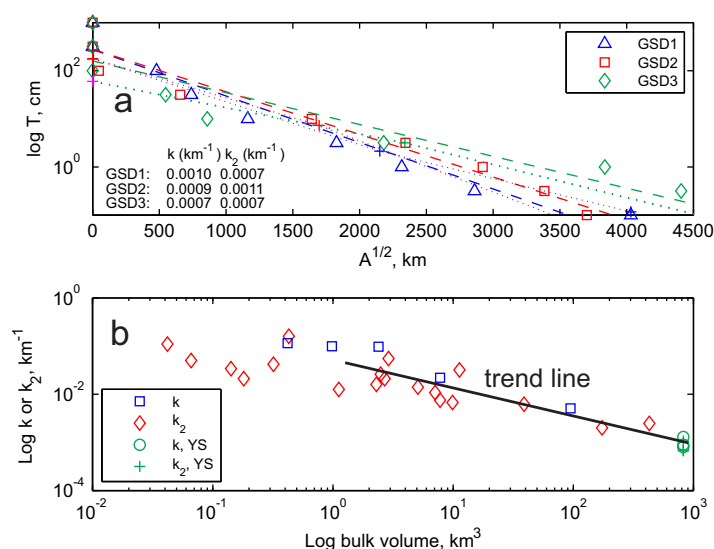 GSD1
GSD2
GSD3
log T, cm
10^2
10^0
a
k (km^-1) k_2 (km^-1)
GSD1: 0.0010 0.0007
GSD2: 0.0009 0.0011
GSD3: 0.0007 0.0007
0 500 1000 1500 2000 2500 3000 3500 4000 4500
A^1/2, km
b
Log k or k_2, km^-1
10^0
10^-2
10^-4
trend line
k
k_2
k, YS
k_2, YS
10^-2 10^-1 10^0 10^1 10^2 10^3
Log bulk volume, km^3